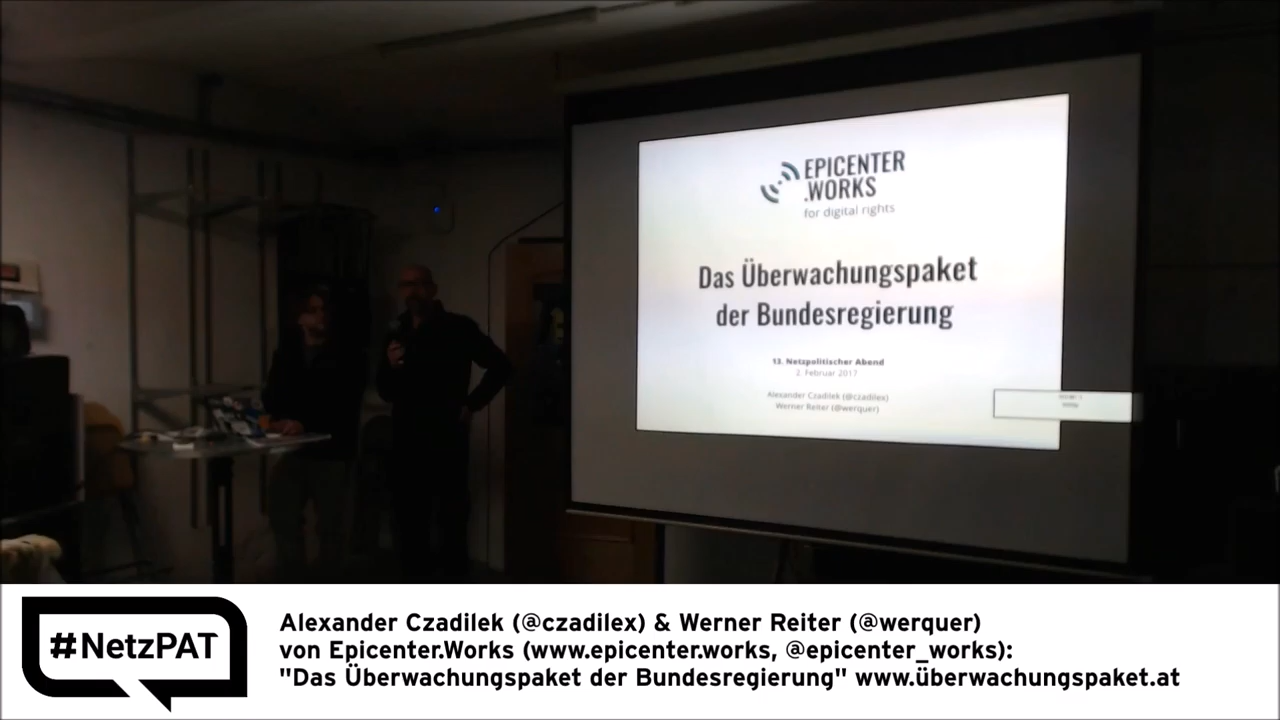 EPICENTER
.WORKS
for digital rights
Das Überwachungspaket
der Bundesregierung
13. Netzpolitischer Abend
2. Februar 2017
Alexander Czadilek (@czadilex)
Werner Reiter (@werquer)
#NetzPAT
Alexander Czadilek (@czadilex) & Werner Reiter (@werquer)
von Epicenter.Works (www.epicenter.works, @epicenter_works):
"Das Überwachungspaket der Bundesregierung" www.überwachungspaket.at